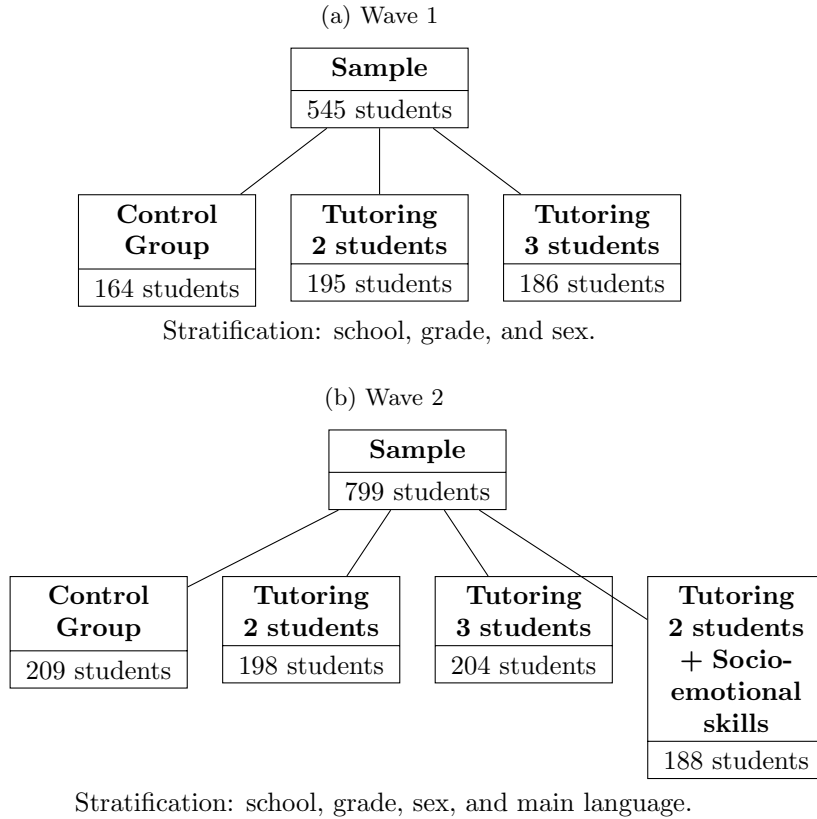 (a) Wave 1
Sample
545 students
Control
Group
164 students
Tutoring
2 students
195 students
Tutoring
3 students
186 students
Stratification: school, grade, and sex.
(b) Wave 2
Sample
799 students
Control
Group
209 students
Tutoring
2 students
198 students
Tutoring
3 students
204 students
Tutoring
2 students
+ Socio-
emotional
skills
188 students
Stratification: school, grade, sex, and main language.